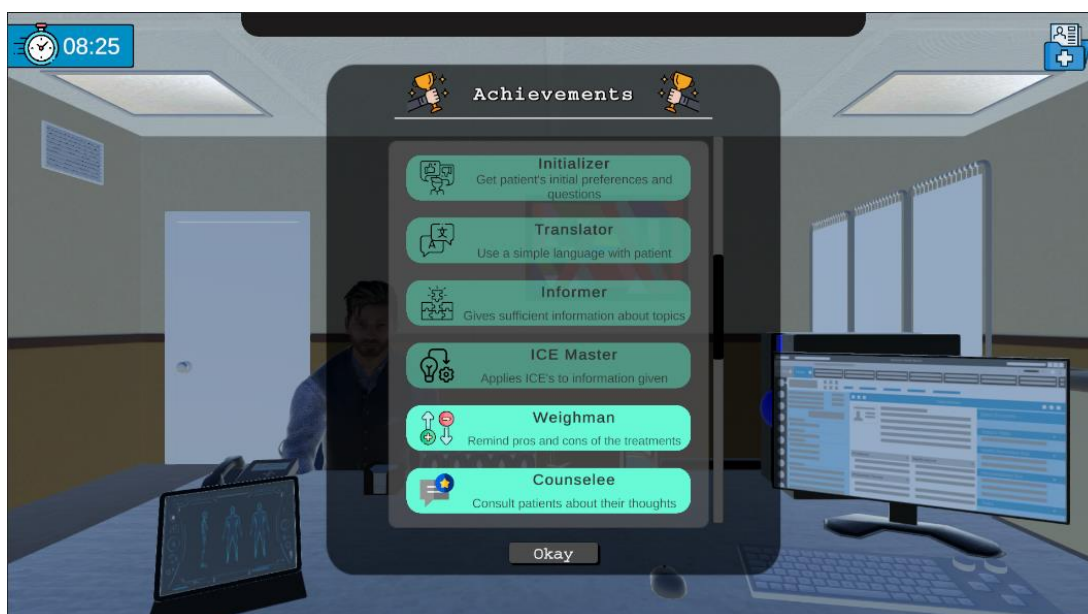 08:25
Achievements
Initializer
Get patient's initial preferences and
questions
Translator
Use a simple language with patient
Informer
Gives sufficient information about topics
ICE Master
Applies ICE's to information given
Weighman
Remind pros and cons of the treatments
Counselee
Consult patients about their thoughts
Okay